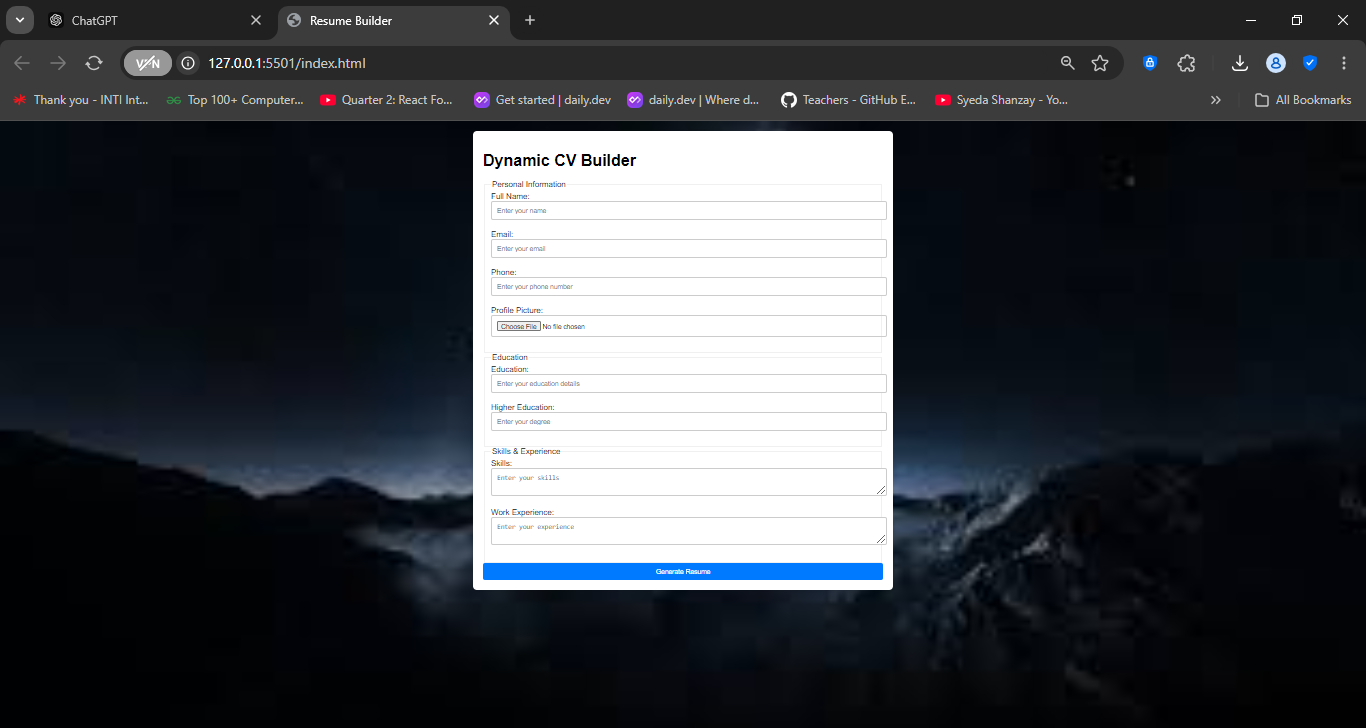 ChatGPT
Resume Builder
VPN
127.0.0.1:5501/index.html
Thank you - INTI Int...
Top 100+ Computer...
Quarter 2: React Fo...
Get started | daily.dev
daily.dev | Where d...
Teachers - GitHub E...
Syeda Shanzay - Yo...
All Bookmarks
Dynamic CV Builder
Personal Information
Full Name:
Enter your name
Email:
Enter your email
Phone:
Enter your phone number
Profile Picture:
Choose File No file chosen
Education
Education:
Enter your education details
Higher Education:
Enter your degree
Skills & Experience
Skills:
Enter your skills
Work Experience:
Enter your experience
Generate Resume